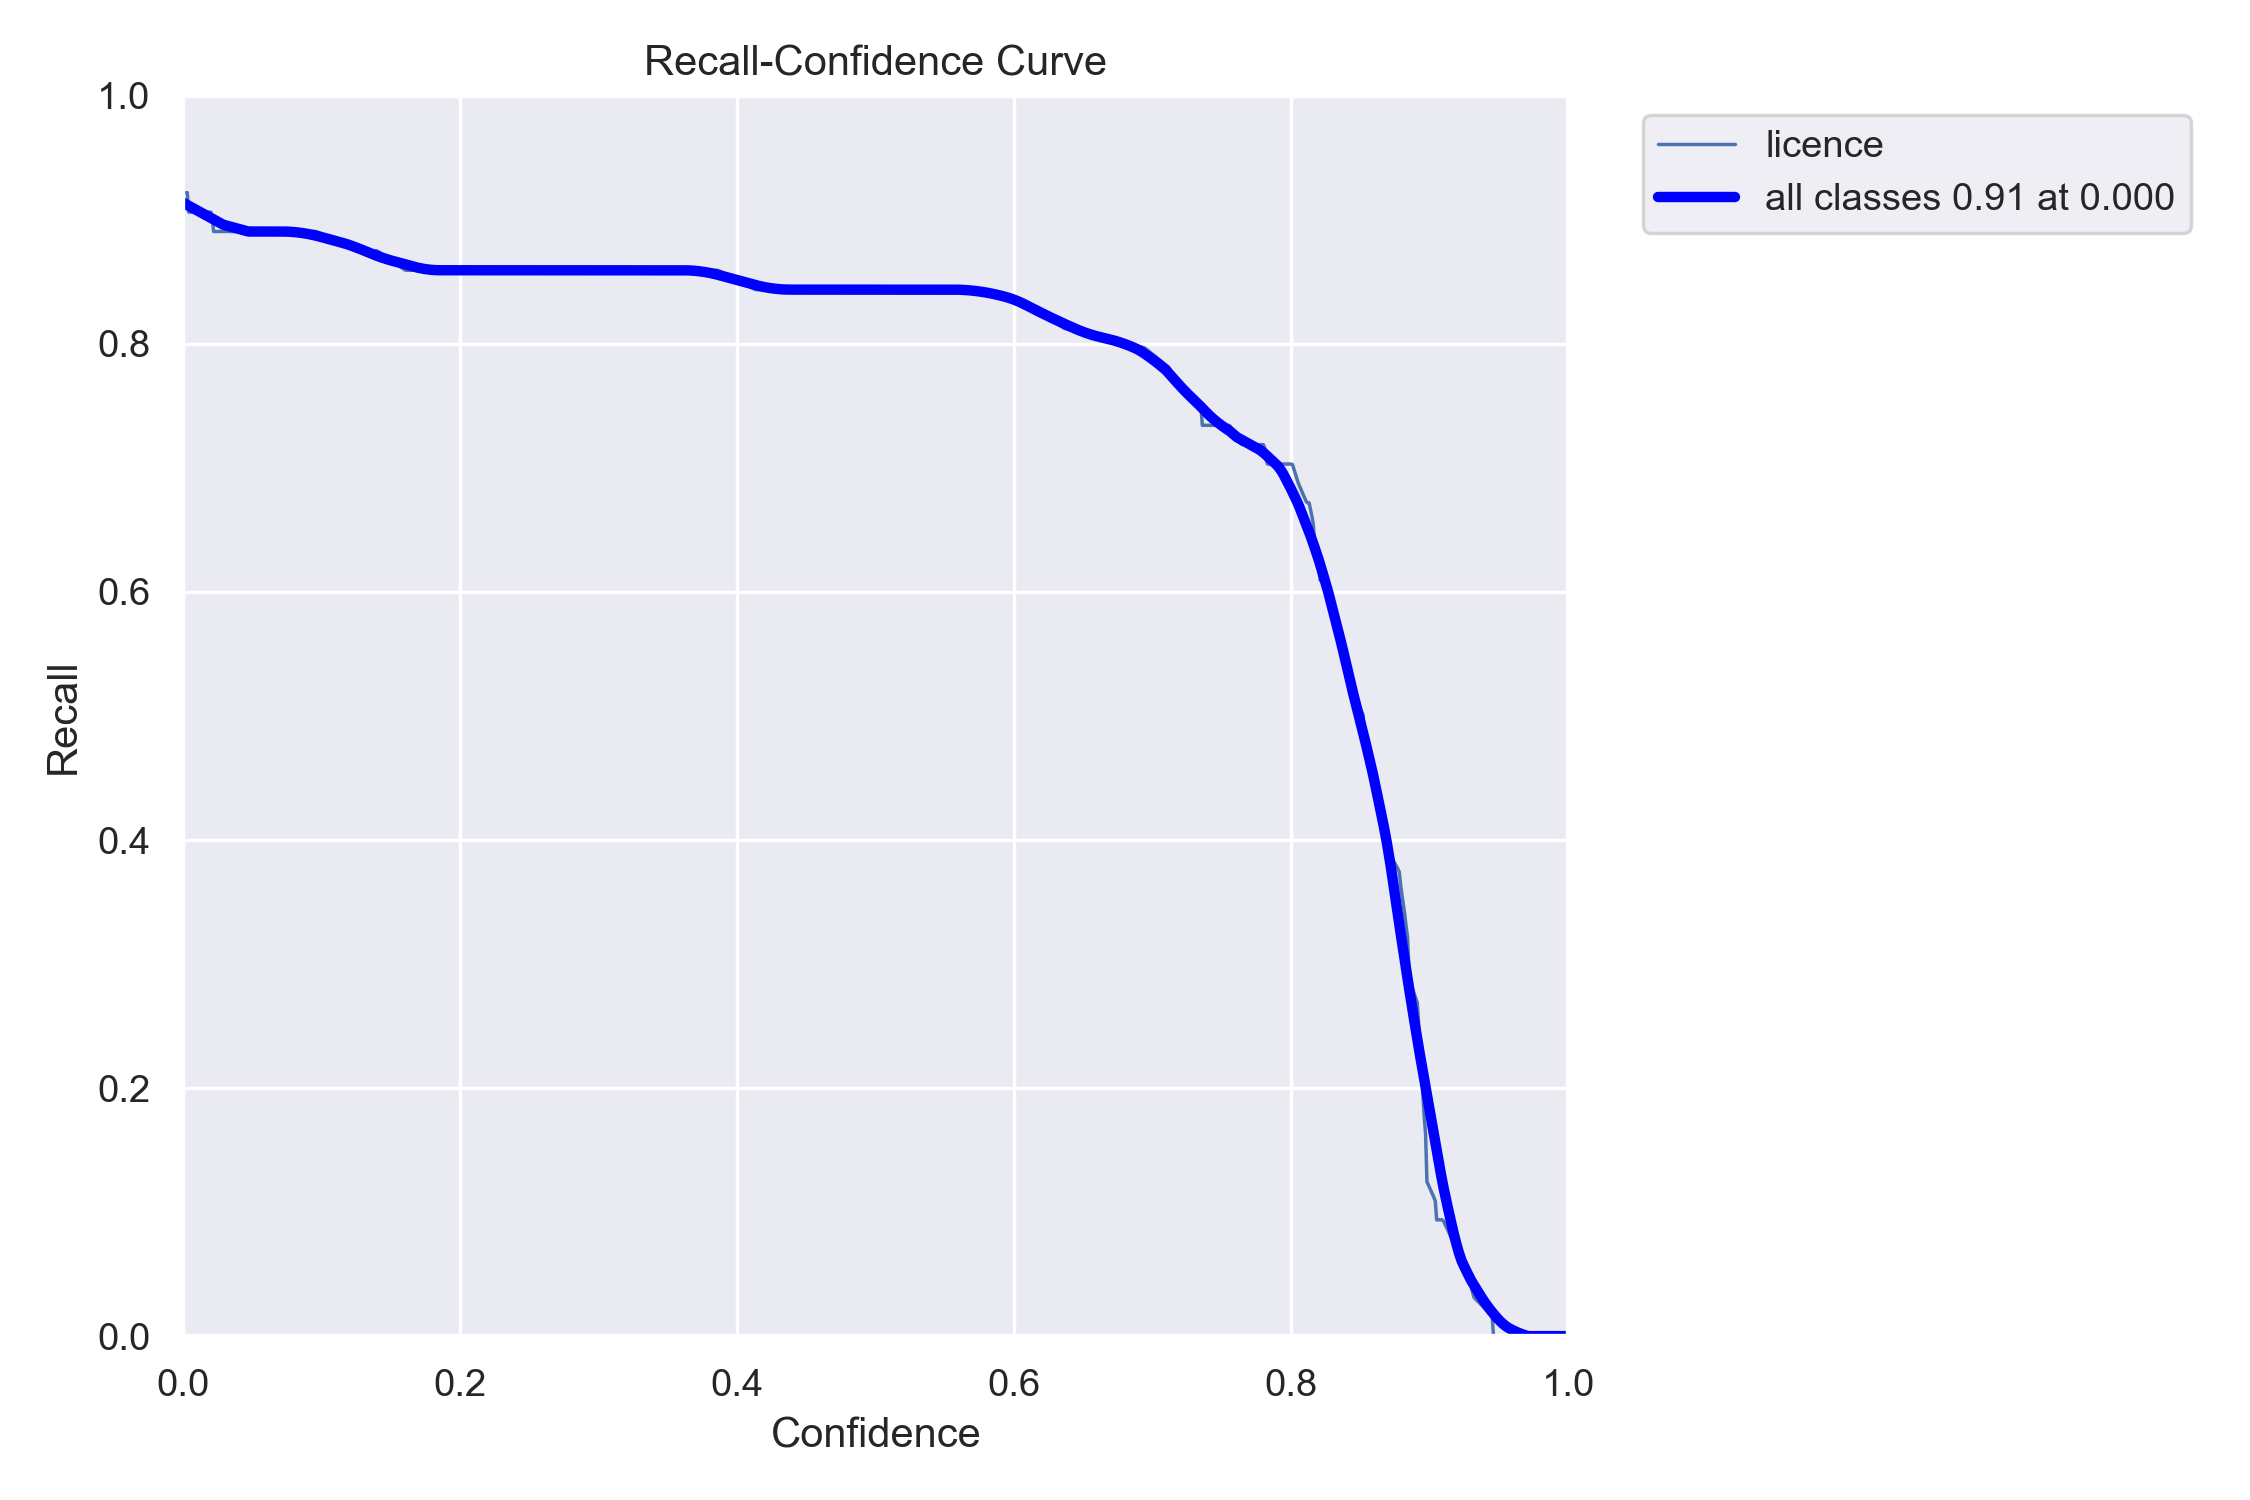 Recall-Confidence Curve
1.0
0.8
0.6
0.4
0.2
0.0
Recall
0.0 0.2 0.4 0.6 0.8 1.0
Confidence
licence
all classes 0.91 at 0.000